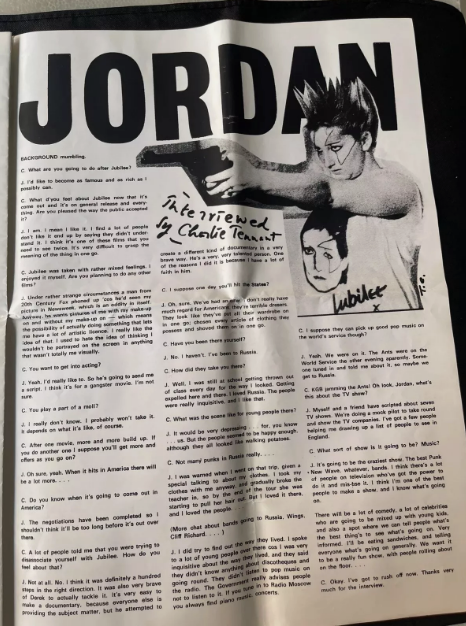 JORDAN
BACKGROUND mumbling.
C. What are you going to do after Jubilee?
J. I'd like to become as famous and as rich as I
possibly can.
C. What d'you feel about Jubilee now that it's
come out and it's on general release and every
thing. Are you pleased the way the public accepted
it?
J. I am. I mean I like it. I find a lot of people
don't like it and by saying they didn't under-
stand it. I think it's one of these films that you
need to see twice. It's very difficult to grasp the
meaning of the thing in one go.
C. Jubilee was taken with rather mixed feelings. I
enjoyed it myself. Are you planning to do any other
films?
J. Under rather strange circumstances a man from
20th Century Fox phoned up
picture in Newsweek, which is an oddity in itself.
Anyway, he wants pictures of me with my make-up
on and without my make-up on — which means
the possibility of actually doing something that lets
me have a lot of artistic licence. I really like the
idea of that. I used to hate the idea of thinking I
wouldn't be portrayed on the screen in anything
that wasn't totally me visually.
C. You want to get into acting?
J. Yeah. I'd really like to. So he's going to send me
a script. I think it's for a gangster movie. I'm not
sure.
C. You play a part of a moll?
J. I really don't know. I probably won't take it.
It depends on what it's like, of course.
C. After one movie, more and more build up. If
you do another one I suppose you'll get more and
offers as you go on?
J. Oh sure, yeah. When it hits in America there will
be a lot more. . . .
C. Do you know when it's going to come out in
America?
J. The negotiations have been completed so I
shouldn't think it'll be too long before it's out over
there.
C. A lot of people told me that you were trying to
disassociate yourself with Jubilee. How do you
feel about that?
J. Not at all. No. I think it was definitely a hundred
steps in the right direction. It was also very brave
of Derek to actually tackle it. It's very easy to
make a documentary, because everyone else is
providing the subject matter, but he attempted to
Interviewed
by Charlie Tennant
create a different kind of documentary in a very
brave way. He's a very, very talented person. One
of the reasons I did it is because I have a lot of
faith in him.
C. I suppose one day you'll hit the States?
J. Oh, sure. We've had an I don't really have
much regard for American, they're terrible dressers.
They look like they've put all their wardrobe on
in one go; chosen every article of clothing they
possess and shoved them on in one go.
C. Have you been there yourself?
J. No. I haven't. I've been to Russia.
C. How did they take you there?
J. Well, I was still at school getting thrown out
of class every day for the way I looked. Getting
expelled here and there. I loved Russia. The people
were really inquisitive, and I like that.
C. What was the scene like for young people there?
J. It would be very depressing for, you know
. . . us. But the people seemed to be happy enough,
although they all looked like walking potatoes.
C. Not many punks in Russia really. . . .
J. I was warned when I went on that trip, given a
special talking to about my clothes. I took my
clothes with me anyway, and gradually broke the
teacher in, so by the end of the tour she was
starting to pull her hair out. But I loved it there,
and I loved the people.
(More chat about bands going to Russia, Wings,
Cliff Richard. . . .)
J. I did try to find out the way they lived. I spoke
to a lot of young people over there cos I was very
inquisitive about the way they lived, and they said
they didn't know anything about discotheques and
going round. They didn't listen to pop music on
the radio. The Government really advises people
not to listen to it. If you tune in to Radio Moscow
you always find piano music, concerts.
Jubilee
x
C. I suppose they can pick up good music on
the world's service though?
J. Yeah. We were on it. The Ants were on the
World Service the other evening apparently. Some-
one tuned in and told me about it, so maybe we
get to Russia.
C. KGB jamming the Ants! Oh look, Jordan, what's
this about the TV show?
J. Myself and a friend have scripted about seven
TV shows. We're doing a mock pilot to take round
and show the TV companies. I've got a few people
helping me drawing up a lot of people to see in
England.
C. What sort of show is it going to be? Music?
J. It's going to be the craziest show. The best Punk
New Wave, whatever, bands. I think there's a lot
of people on television who've got the power to
do it and mis-use it. I think I'm one of the best
people to make a show, and I know what's going
on.
There will be a lot of comedy, a lot of celebrities
who are going to be mixed up with young kids,
and also a spot where we can tell people what's
the best thing's to see what's going on. Very
informed. I'll be setting sandwiches, and telling
everyone what's going on generally. We want it
to be a really fun show, with people rolling about
on the floor. . . .
C. Okay. I've got to rush off now. Thanks very
much for the interview.